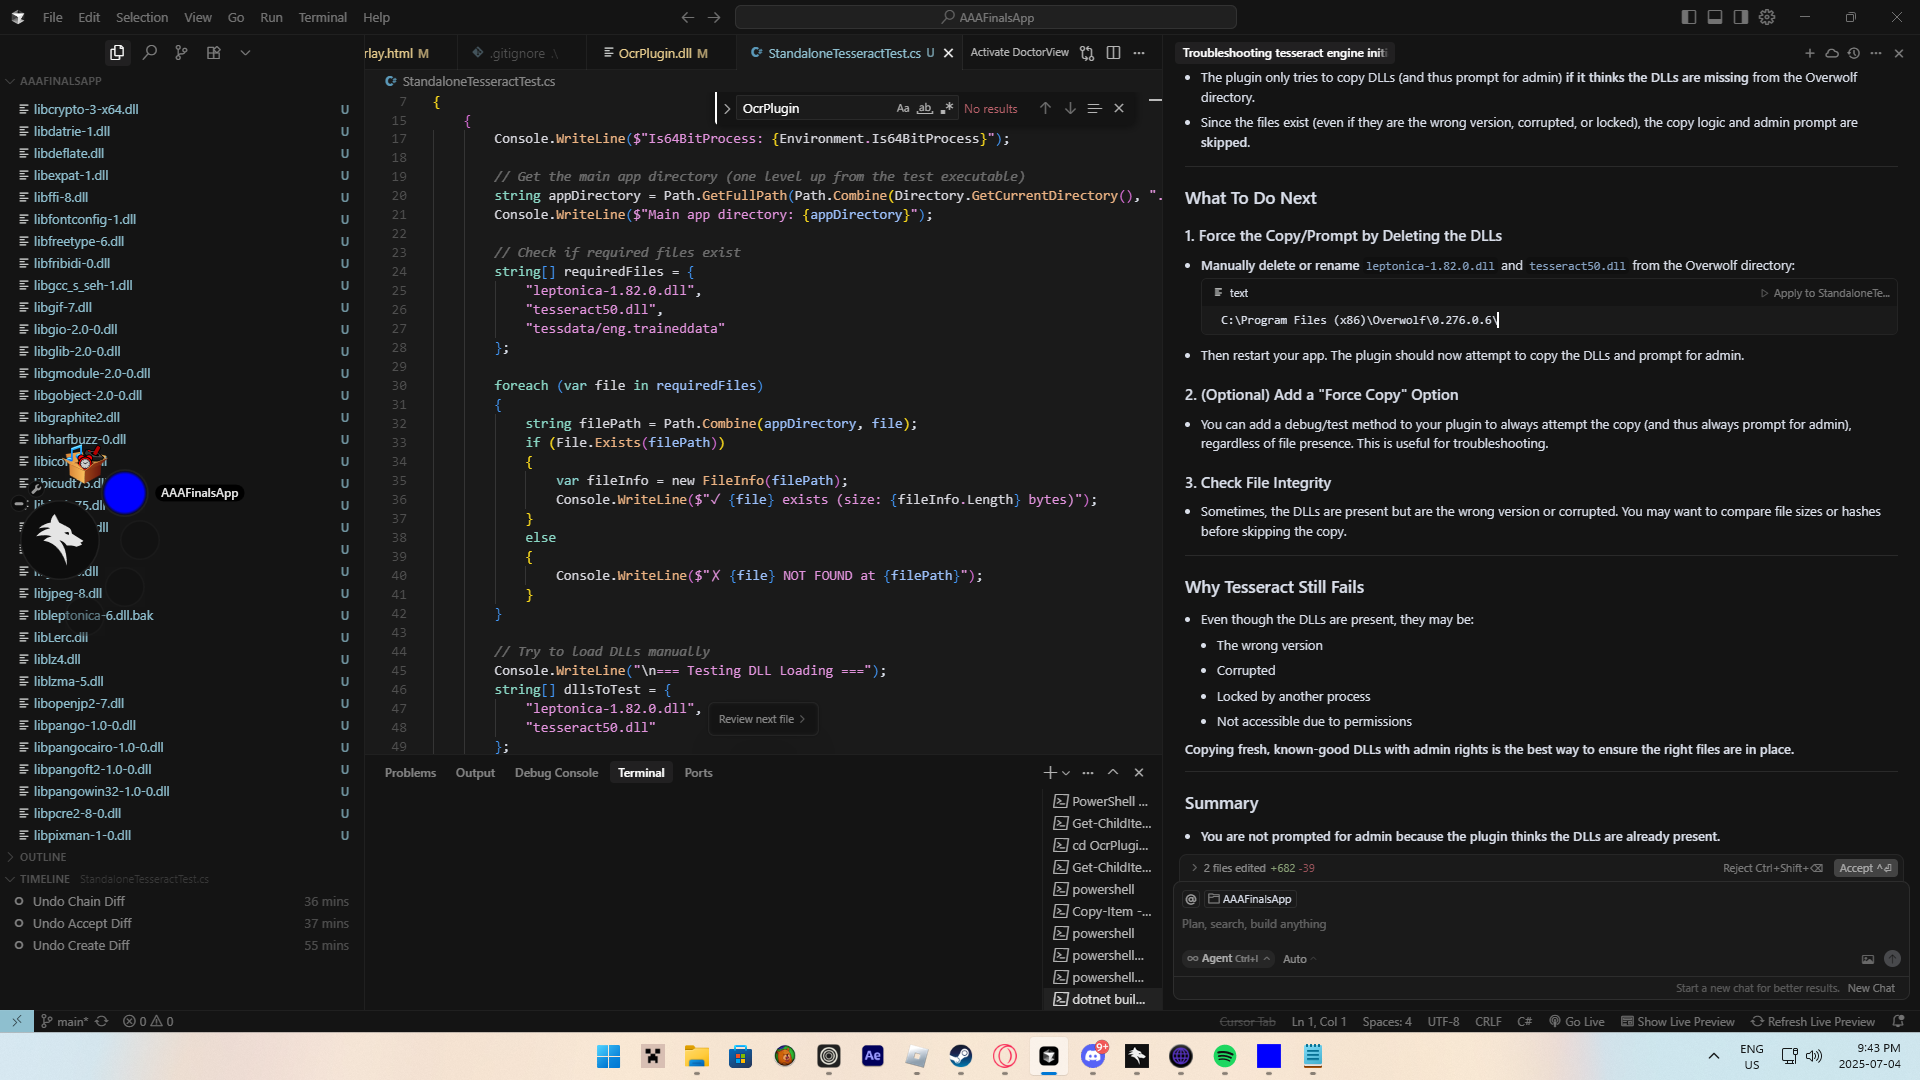 File Edit Selection View Go Run Terminal Help
AAAFinalsApp
rlay.html M
.gitignore
OcrPlugin.dll M
StandaloneTesseractTest.cs U
Activate DoctorView
Troubleshooting tesseract engine initi
AAAFINALSAPP
libcrypto-3-x64.dll U
libdatrie-1.dll U
libdeflate.dll U
libexpat-1.dll U
libffi-8.dll U
libfontconfig-1.dll U
libfreetype-6.dll U
libfribidi-0.dll U
libgcc_s_seh-1.dll U
libgif-7.dll U
libgio-2.0-0.dll U
libglib-2.0-0.dll U
libgmodule-2.0-0.dll U
libgobject-2.0-0.dll U
libgraphite2.dll U
libharfbuzz-0.dll U
U
libicudt75.dll U
U
AAAFinalsApp
U
U
U
libjpeg-8.dll U
libleptonica-6.dll.bak U
libLerc.dll U
liblz4.dll U
liblzma-5.dll U
libopenjp2-7.dll U
libpango-1.0-0.dll U
libpangocairo-1.0-0.dll U
libpangoft2-1.0-0.dll U
libpangowin32-1.0-0.dll U
libpcre2-8-0.dll U
libpixman-1-0.dll U
OUTLINE
TIMELINE StandaloneTesseractTest.cs
Undo Chain Diff 36 mins
Undo Accept Diff 37 mins
Undo Create Diff 55 mins
StandaloneTesseractTest.cs
OcrPlugin Aa ab No results
7 {
15 {
17 Console.WriteLine($"Is64BitProcess: {Environment.Is64BitProcess}");
18
19 // Get the main app directory (one level up from the test executable)
20 string appDirectory = Path.GetFullPath(Path.Combine(Directory.GetCurrentDirectory(), ".
21 Console.WriteLine($"Main app directory: {appDirectory}");
22
23 // Check if required files exist
24 string[] requiredFiles = {
25 "leptonica-1.82.0.dll",
26 "tesseract50.dll",
27 "tessdata/eng.traineddata"
28 };
29
30 foreach (var file in requiredFiles)
31 {
32 string filePath = Path.Combine(appDirectory, file);
33 if (File.Exists(filePath))
34 {
35 var fileInfo = new FileInfo(filePath);
36 Console.WriteLine($"✓ {file} exists (size: {fileInfo.Length} bytes)");
37 }
38 else
39 {
40 Console.WriteLine($"✗ {file} NOT FOUND at {filePath}");
41 }
42 }
43
44 // Try to load DLLs manually
45 Console.WriteLine("\n=== Testing DLL Loading ===");
46 string[] dllsToTest = {
47 "leptonica-1.82.0.dll",
48 "tesseract50.dll"
49 };
Review next file
Problems Output Debug Console Terminal Ports
PowerShell ...
Get-ChildIte...
cd OcrPlugi...
Get-ChildIte...
powershell
Copy-Item -...
powershell
powershell...
powershell...
dotnet buil...
The plugin only tries to copy DLLs (and thus prompt for admin) if it thinks the DLLs are missing from the Overwolf
directory.
Since the files exist (even if they are the wrong version, corrupted, or locked), the copy logic and admin prompt are
skipped.
What To Do Next
1. Force the Copy/Prompt by Deleting the DLLs
Manually delete or rename leptonica-1.82.0.dll and tesseract50.dll from the Overwolf directory:
text Apply to StandaloneTe...
C:\Program Files (x86)\Overwolf\0.276.0.6\
Then restart your app. The plugin should now attempt to copy the DLLs and prompt for admin.
2. (Optional) Add a "Force Copy" Option
You can add a debug/test method to your plugin to always attempt the copy (and thus always prompt for admin),
regardless of file presence. This is useful for troubleshooting.
3. Check File Integrity
Sometimes, the DLLs are present but are the wrong version or corrupted. You may want to compare file sizes or hashes
before skipping the copy.
Why Tesseract Still Fails
Even though the DLLs are present, they may be:
The wrong version
Corrupted
Locked by another process
Not accessible due to permissions
Copying fresh, known-good DLLs with admin rights is the best way to ensure the right files are in place.
Summary
You are not prompted for admin because the plugin thinks the DLLs are already present.
2 files edited +682 -39 Reject Ctrl+Shift+⌫ Accept ^⏎
@ AAAFinalsApp
Plan, search, build anything
Agent Ctrl+I Auto
Start a new chat for better results. New Chat
main* 0 0
Cursor Tab Ln 1, Col 1 Spaces: 4 UTF-8 CRLF C# Go Live Show Live Preview Refresh Live Preview
Ae
9+
ENG
US
9:43 PM
2025-07-04